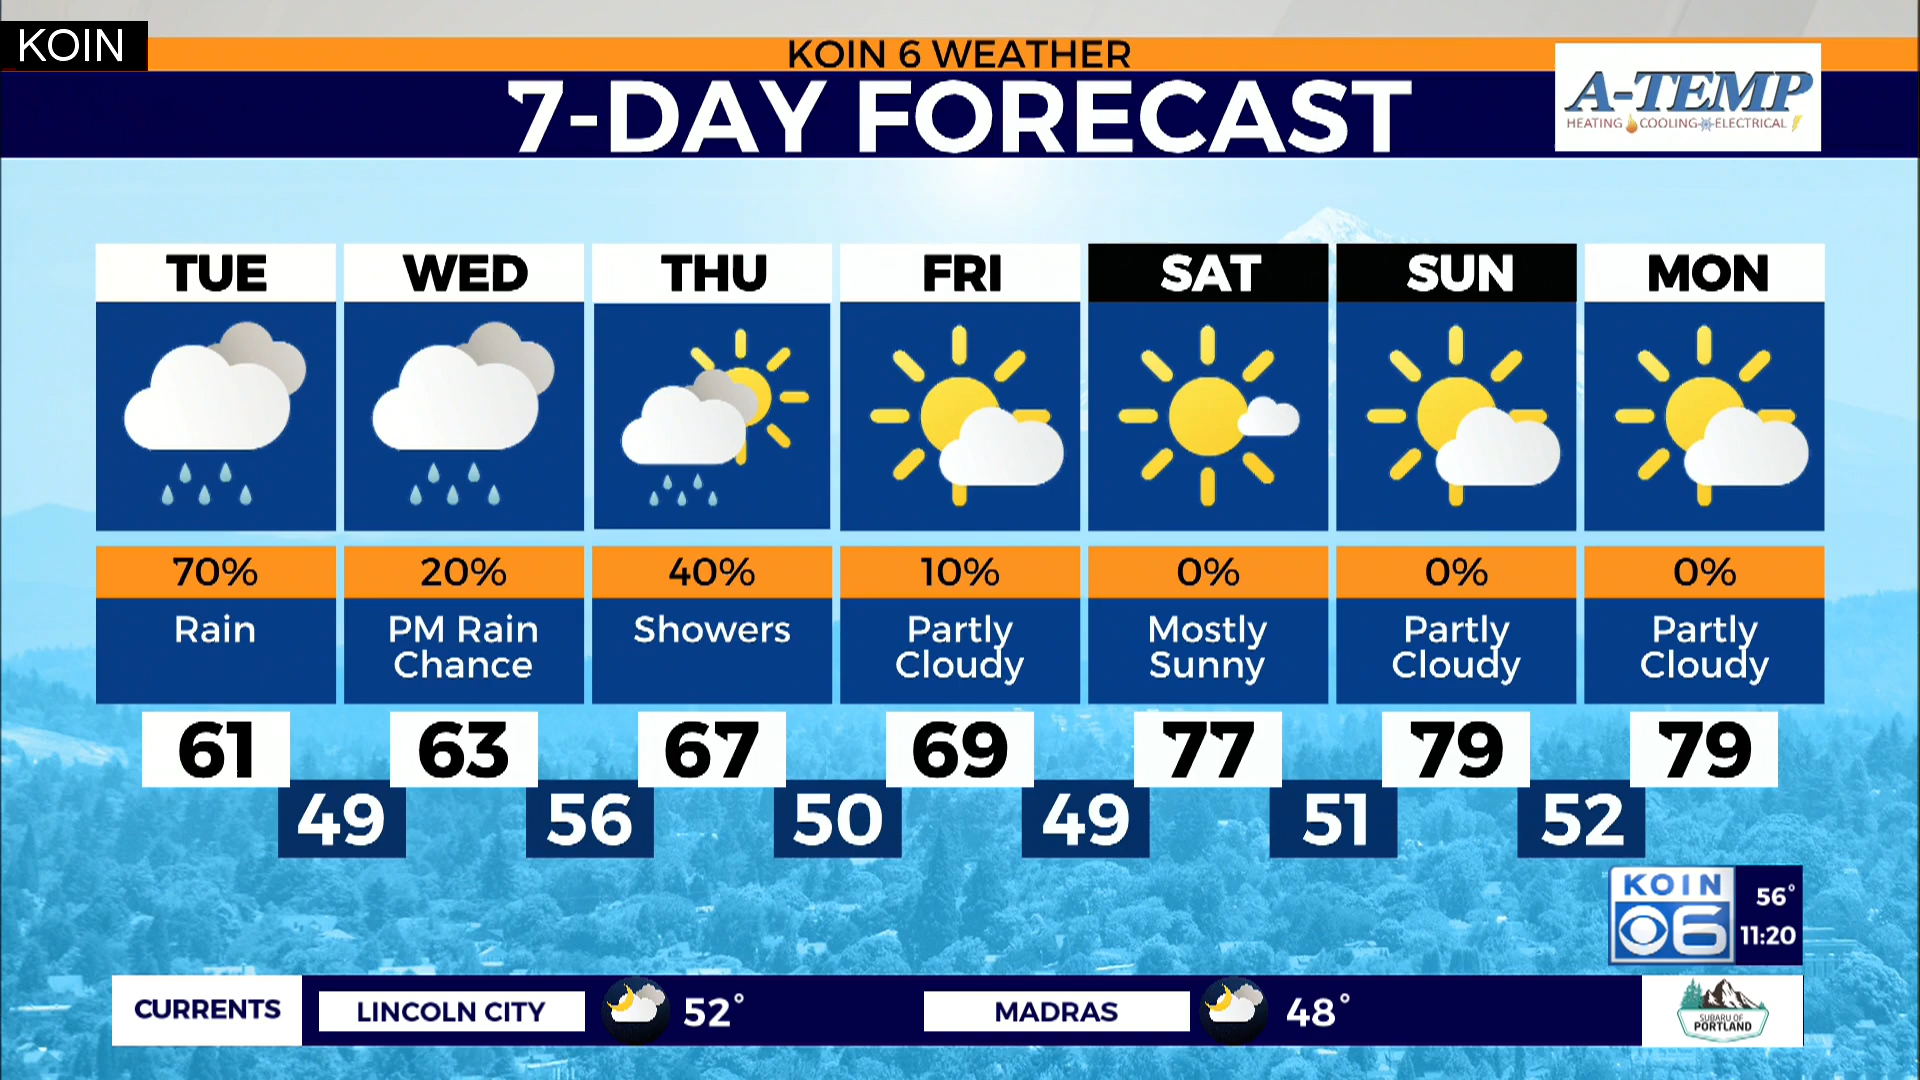 KOIN
KOIN 6 WEATHER
7-DAY FORECAST
A-TEMP
HEATING COOLING ELECTRICAL
TUE WED THU FRI SAT SUN MON
70% 20% 40% 10% 0% 0% 0%
Rain PM Rain Chance Showers Partly Cloudy Mostly Sunny Partly Cloudy Partly Cloudy
61 63 67 69 77 79 79
49 56 50 49 51 52
KOIN 56°
6 11:20
CURRENTS LINCOLN CITY 52° MADRAS 48°
SUBARU OF
PORTLAND